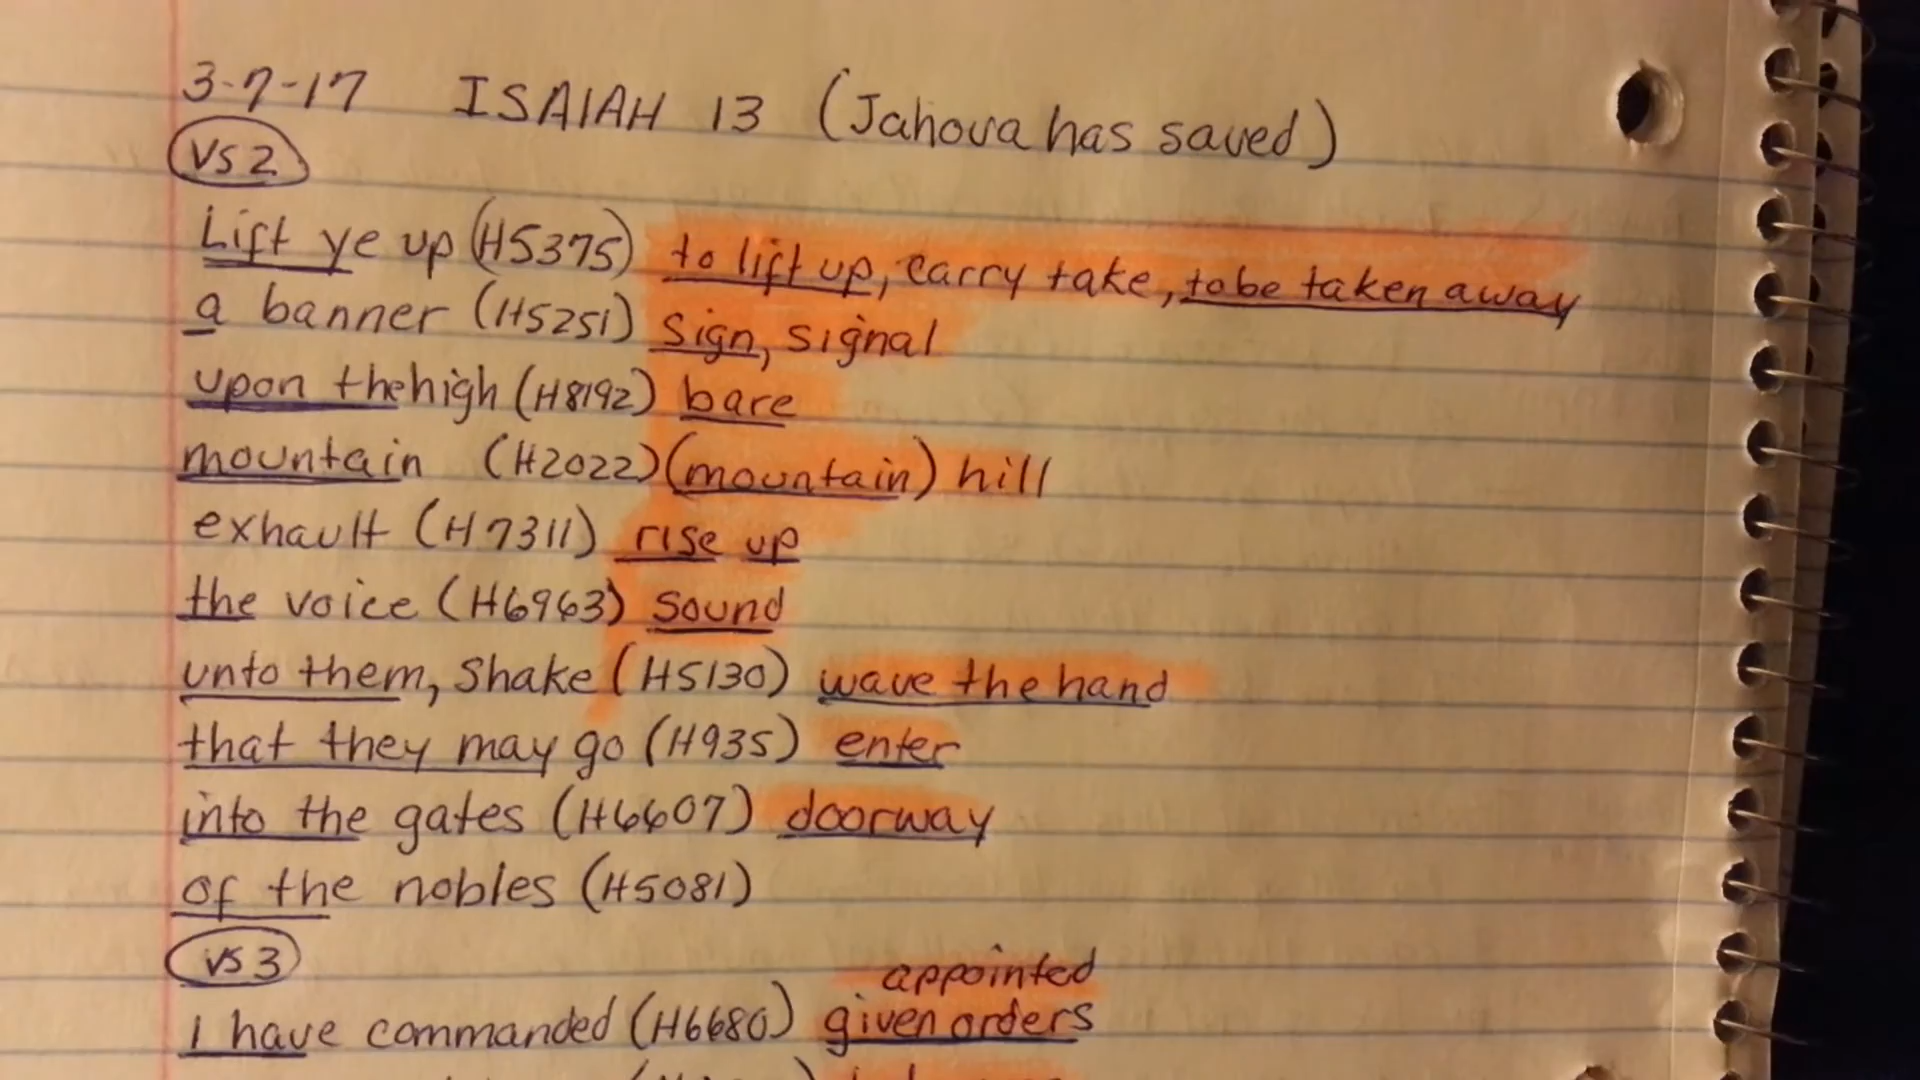 3-7-17 ISAIAH 13 (Jahova has saved)
VS 2
Lift ye up (H5375) to lift up, carry take, to be taken away
a banner (H5251) sign, signal
upon the high (H8192) bare
mountain (H2022) (mountain) hill
exhault (H7311) rise up
the voice (H6963) sound
unto them, shake (H5130) wave the hand
that they may go (H935) enter
into the gates (H6607) doorway
of the nobles (H5081)
VS 3
appointed
I have commanded (H6680) given orders